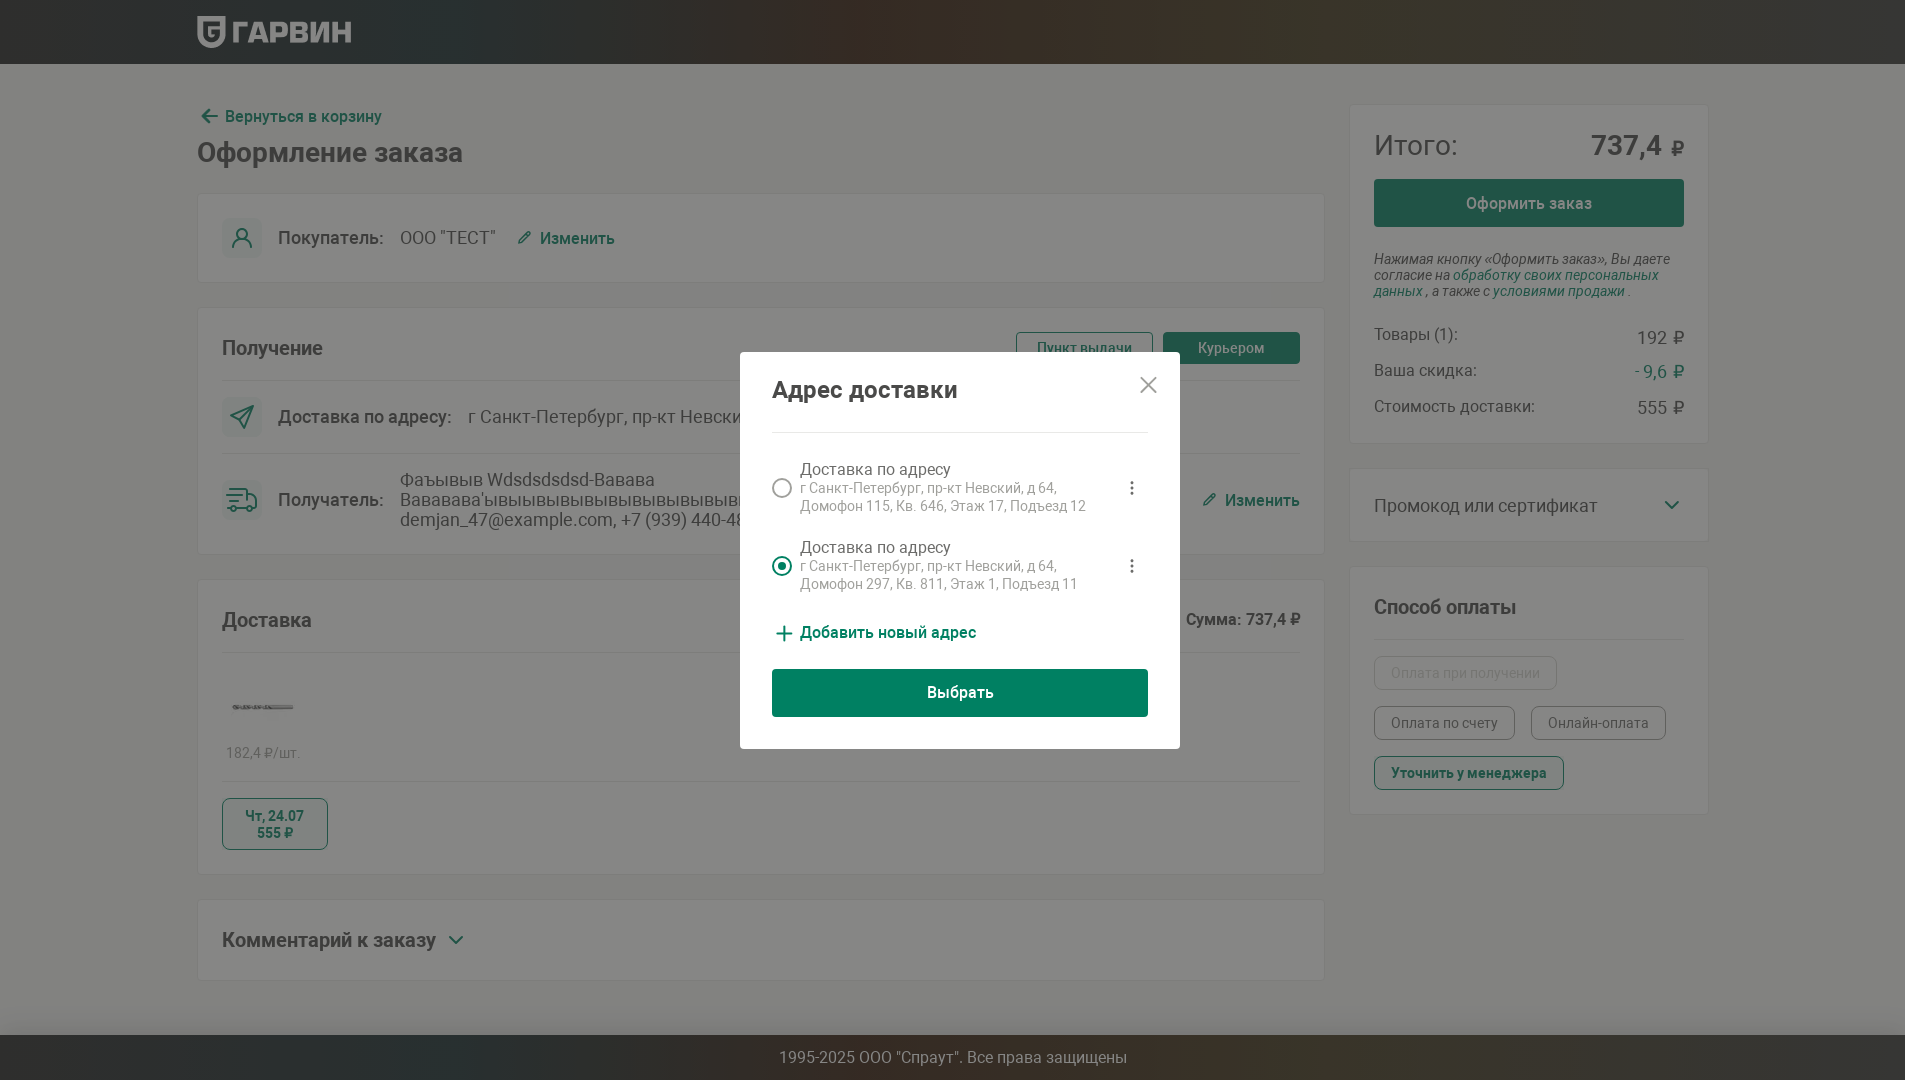 ГАРВИН
Вернуться в корзину
Оформление заказа
Покупатель:
ООО "ТЕСТ"
Изменить
Получение
Пункт выдачи
Курьером
Доставка по адресу:
г Санкт-Петербург, пр-кт
Получатель:
Фаъывыв Wdsdsdsdsd-Вавава
demjan_47@example.com, +7 (939)
Изменить
Доставка
Сумма: 737,4 ₽
182,4 ₽/шт.
Чт, 24.07
555 ₽
Комментарий к заказу
Адрес доставки
Доставка по адресу
г Санкт-Петербург, пр-кт Невский, д 64,
Домофон 115, Кв. 646, Этаж 17, Подъезд 12
Доставка по адресу
г Санкт-Петербург, пр-кт Невский, д 64,
Домофон 297, Кв. 811, Этаж 1, Подъезд 11
Добавить новый адрес
Выбрать
Итого:
737,4 ₽
Оформить заказ
Нажимая кнопку «Оформить заказ», Вы даете
согласие на обработку своих персональных
данных , а также с условиями продажи .
Товары (1):
192 ₽
Ваша скидка:
- 9,6 ₽
Стоимость доставки:
555 ₽
Промокод или сертификат
Способ оплаты
Оплата при получении
Оплата по счету
Онлайн-оплата
Уточнить у менеджера
1995-2025 ООО "Спраут". Все права защищены